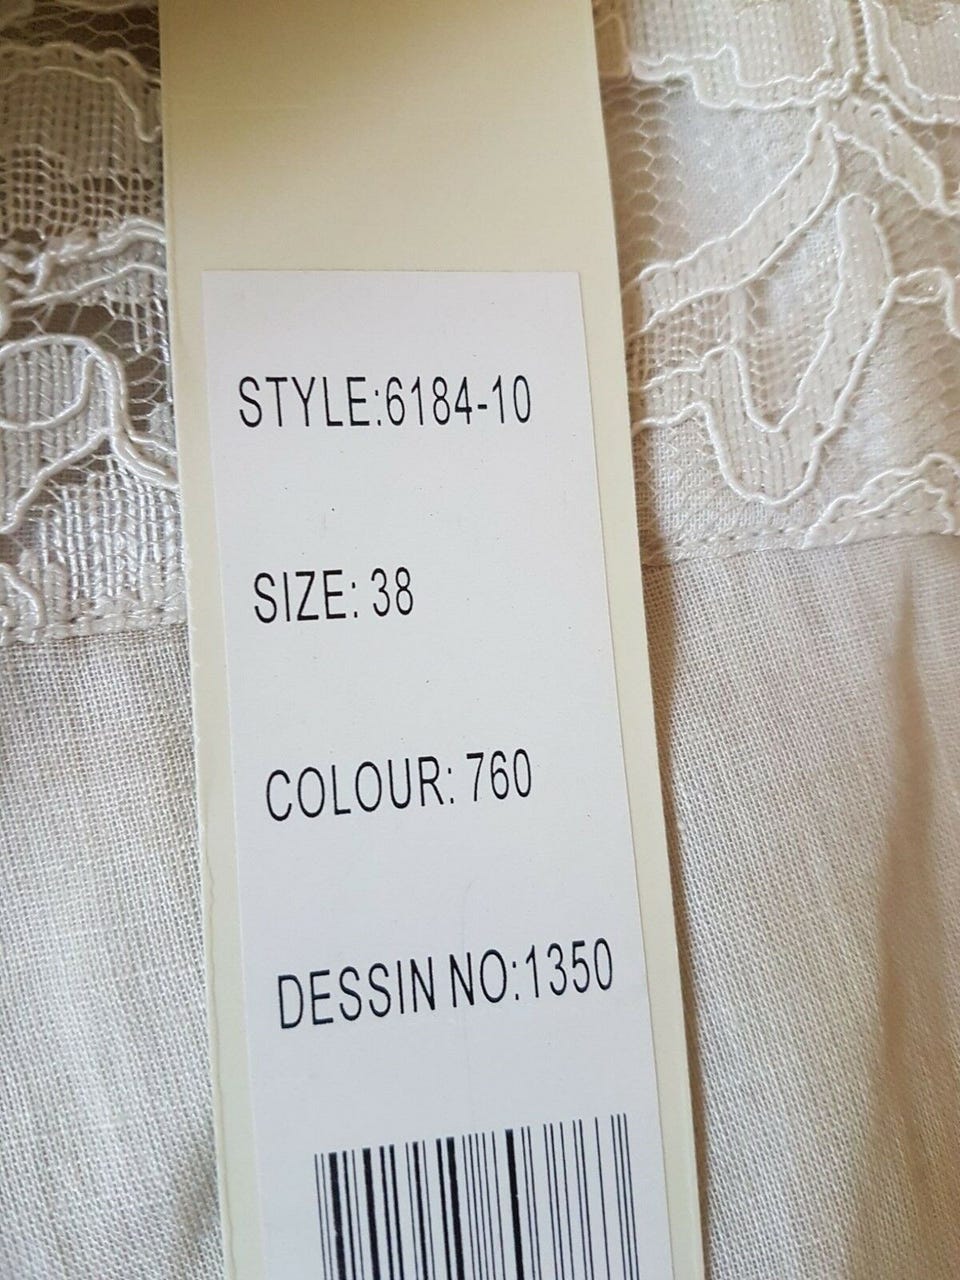 STYLE:6184-10
SIZE: 38
COLOUR: 760
DESSIN NO:1350